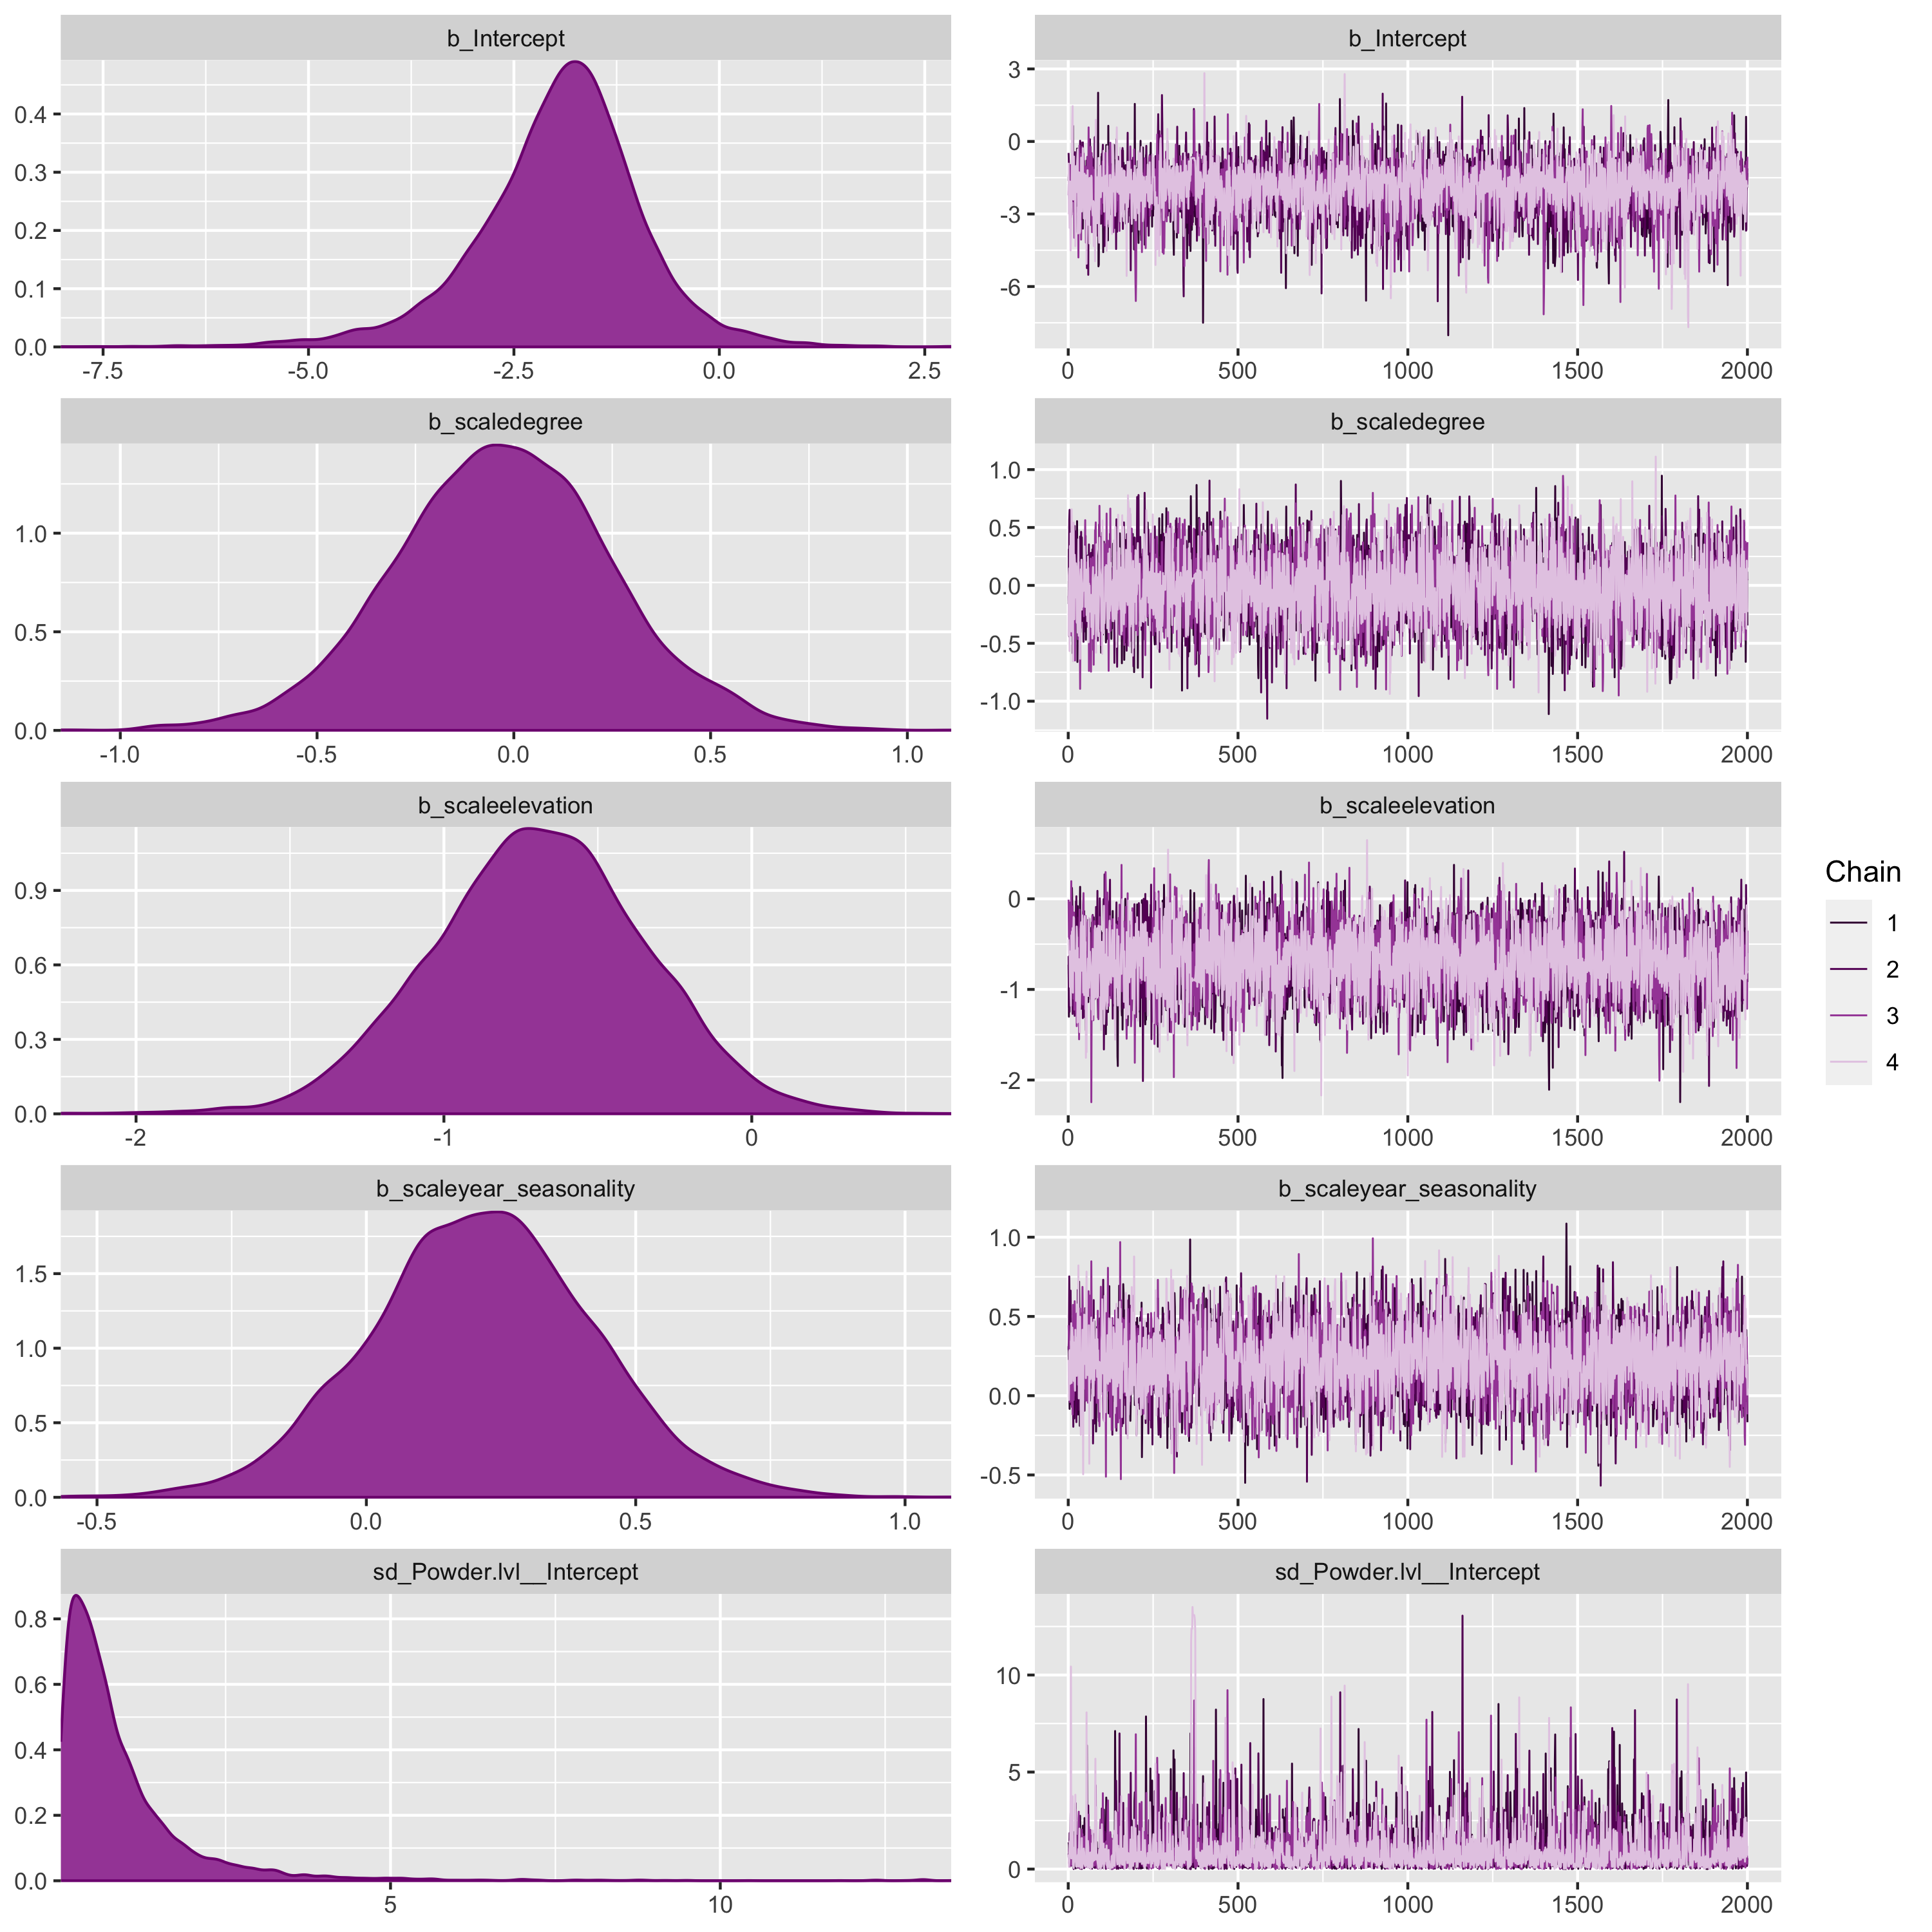 b_Intercept
0.4
0.3
0.2
0.1
0.0
-7.5 -5.0 -2.5 0.0 2.5
b_Intercept
3
0
-3
-6
0 500 1000 1500 2000
b_scaledegree
1.0
0.5
0.0
-1.0 -0.5 0.0 0.5 1.0
b_scaledegree
1.0
0.5
0.0
-0.5
-1.0
0 500 1000 1500 2000
b_scaleelevation
0.9
0.6
0.3
0.0
-2 -1 0
b_scaleelevation
0
-1
-2
0 500 1000 1500 2000
b_scaleyear_seasonality
1.5
1.0
0.5
0.0
-0.5 0.0 0.5 1.0
b_scaleyear_seasonality
1.0
0.5
0.0
-0.5
0 500 1000 1500 2000
sd_Powder.lvl__Intercept
0.8
0.6
0.4
0.2
0.0
5 10
sd_Powder.lvl__Intercept
10
5
0
0 500 1000 1500 2000
Chain
1
2
3
4